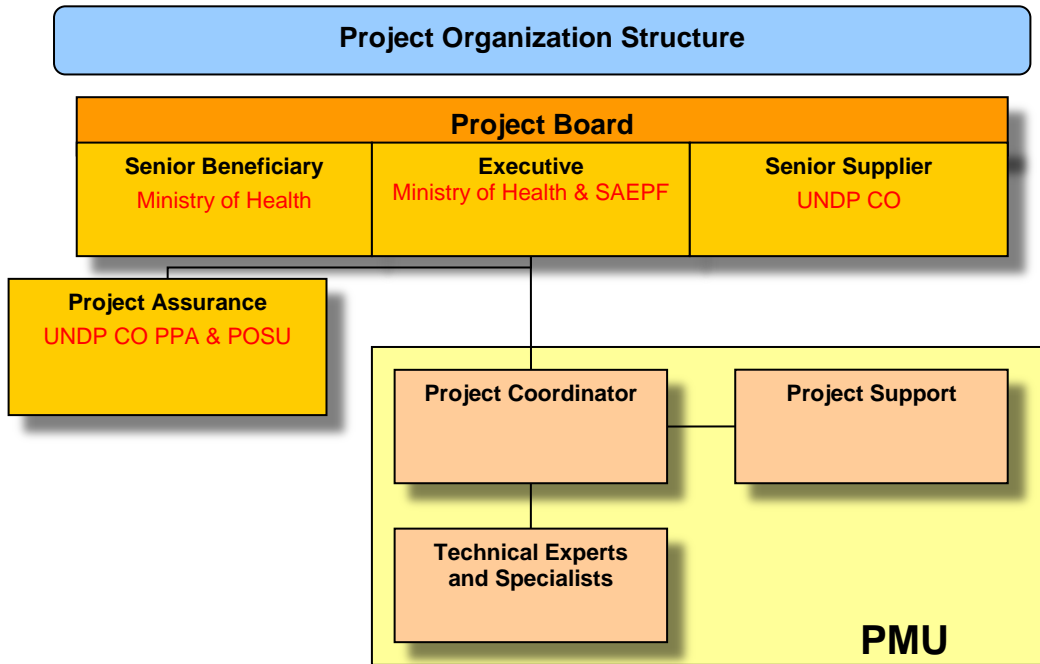 Project Organization Structure
Project Board
Senior Beneficiary
Ministry of Health
Executive
Ministry of Health & SAEPF
Senior Supplier
UNDP CO
Project Assurance
UNDP CO PPA & POSU
Project Coordinator
Project Support
Technical Experts
and Specialists
PMU